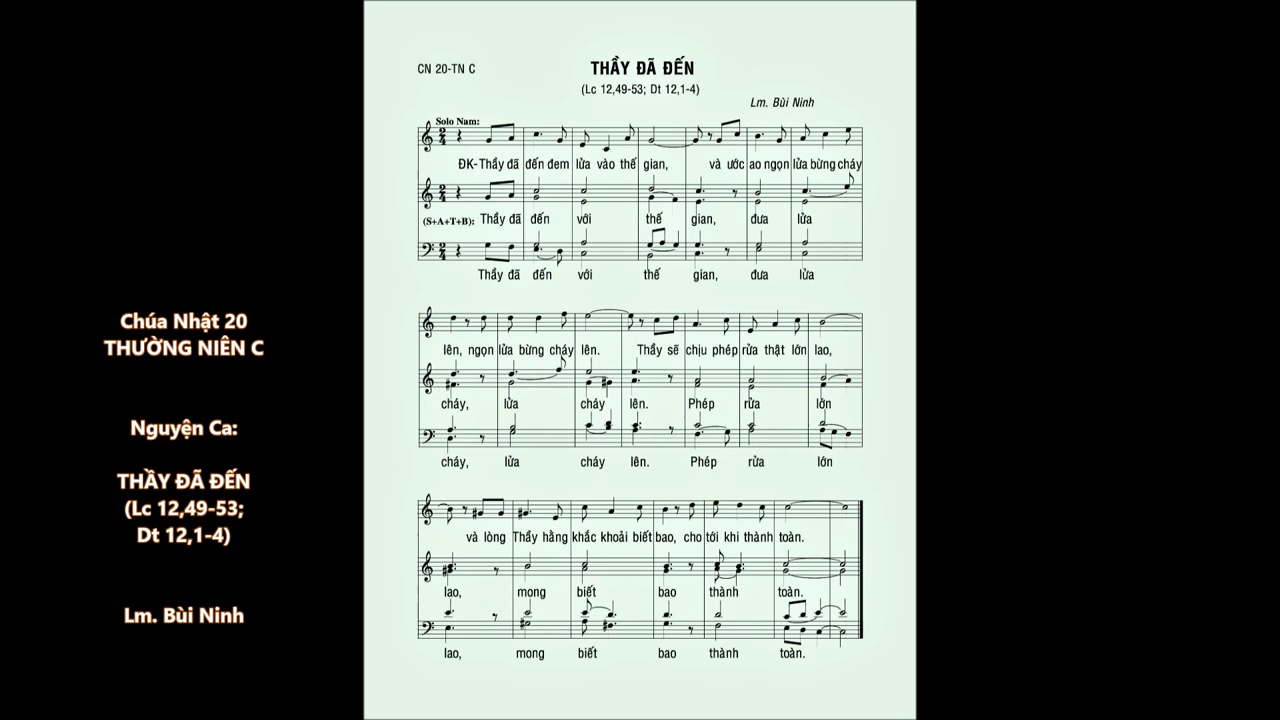 Chúa Nhật 20
THƯỜNG NIÊN C
Nguyện Ca:
THẦY ĐÃ ĐẾN
(Lc 12,49-53;
Dt 12,1-4)
Lm. Bùi Ninh
CN 20-TN C
THẦY ĐÃ ĐẾN
(Lc 12,49-53; Dt 12,1-4)
Lm. Bùi Ninh
Solo Nam:
ĐK-Thầy đã đến đem lửa vào thế gian, và ước ao ngọn lửa bừng cháy
(S+A+T+B): Thầy đã đến với thế gian, đưa lửa
Thầy đã đến với thế gian, đưa lửa
lên, ngọn lửa bừng cháy lên. Thầy sẽ chịu phép rửa thật lớn lao,
cháy, lửa cháy lên. Phép rừa lớn
cháy, lửa cháy lên. Phép rửa lớn
và lòng Thầy hằng khắc khoải biết bao, cho tới khi thành toàn.
lao, mong biết bao thành toàn.
lao, mong biết bao thành toàn.